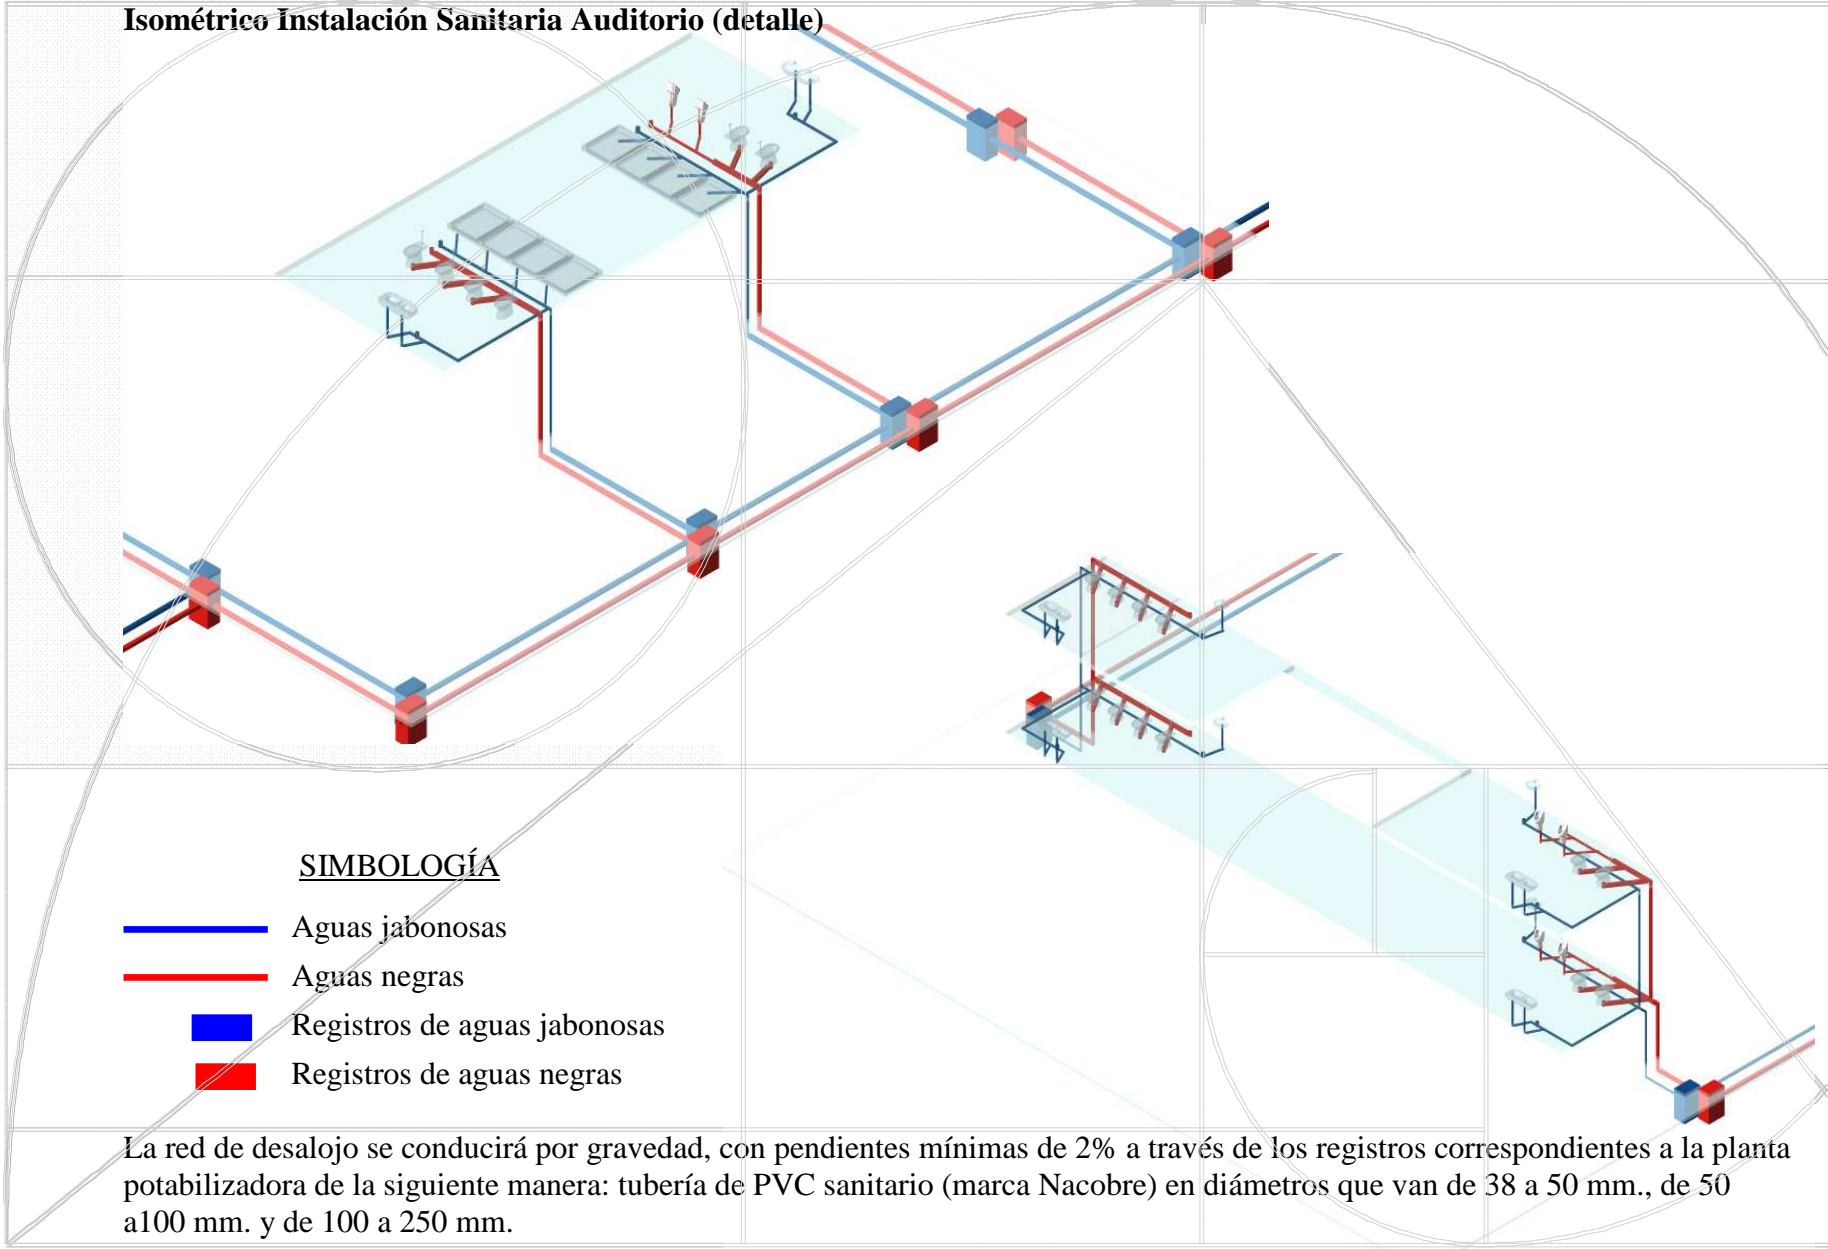 Isométrico Instalación Sanitaria Auditorio (detalle)
SIMBOLOGÍA
Aguas jabonosas
Aguas negras
Registros de aguas jabonosas
Registros de aguas negras
La red de desalojo se conducirá por gravedad, con pendientes mínimas de 2% a través de los registros correspondientes a la planta
potabilizadora de la siguiente manera: tubería de PVC sanitario (marca Nacobre) en diámetros que van de 38 a 50 mm., de 50
a100 mm. y de 100 a 250 mm.